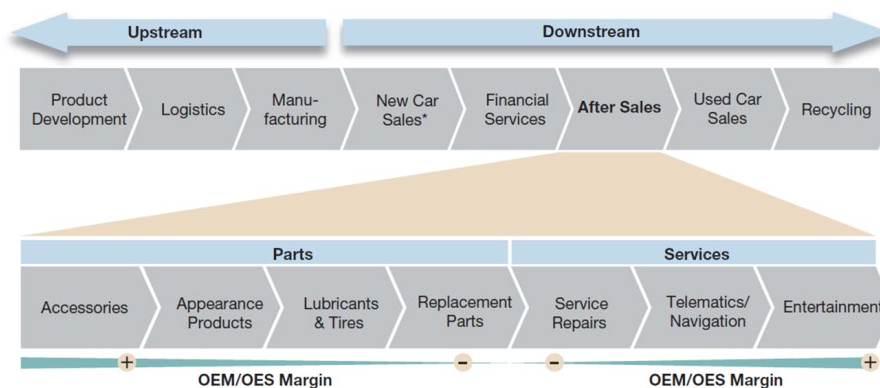 Upstream
Downstream
Product
Development
Logistics
Manu-
facturing
New Car
Sales*
Financial
Services
After Sales
Used Car
Sales
Recycling
Parts
Services
Accessories
Appearance
Products
Lubricants
& Tires
Replacement
Parts
Service
Repairs
Telematics/
Navigation
Entertainment
+
-
-
+
OEM/OES Margin
OEM/OES Margin